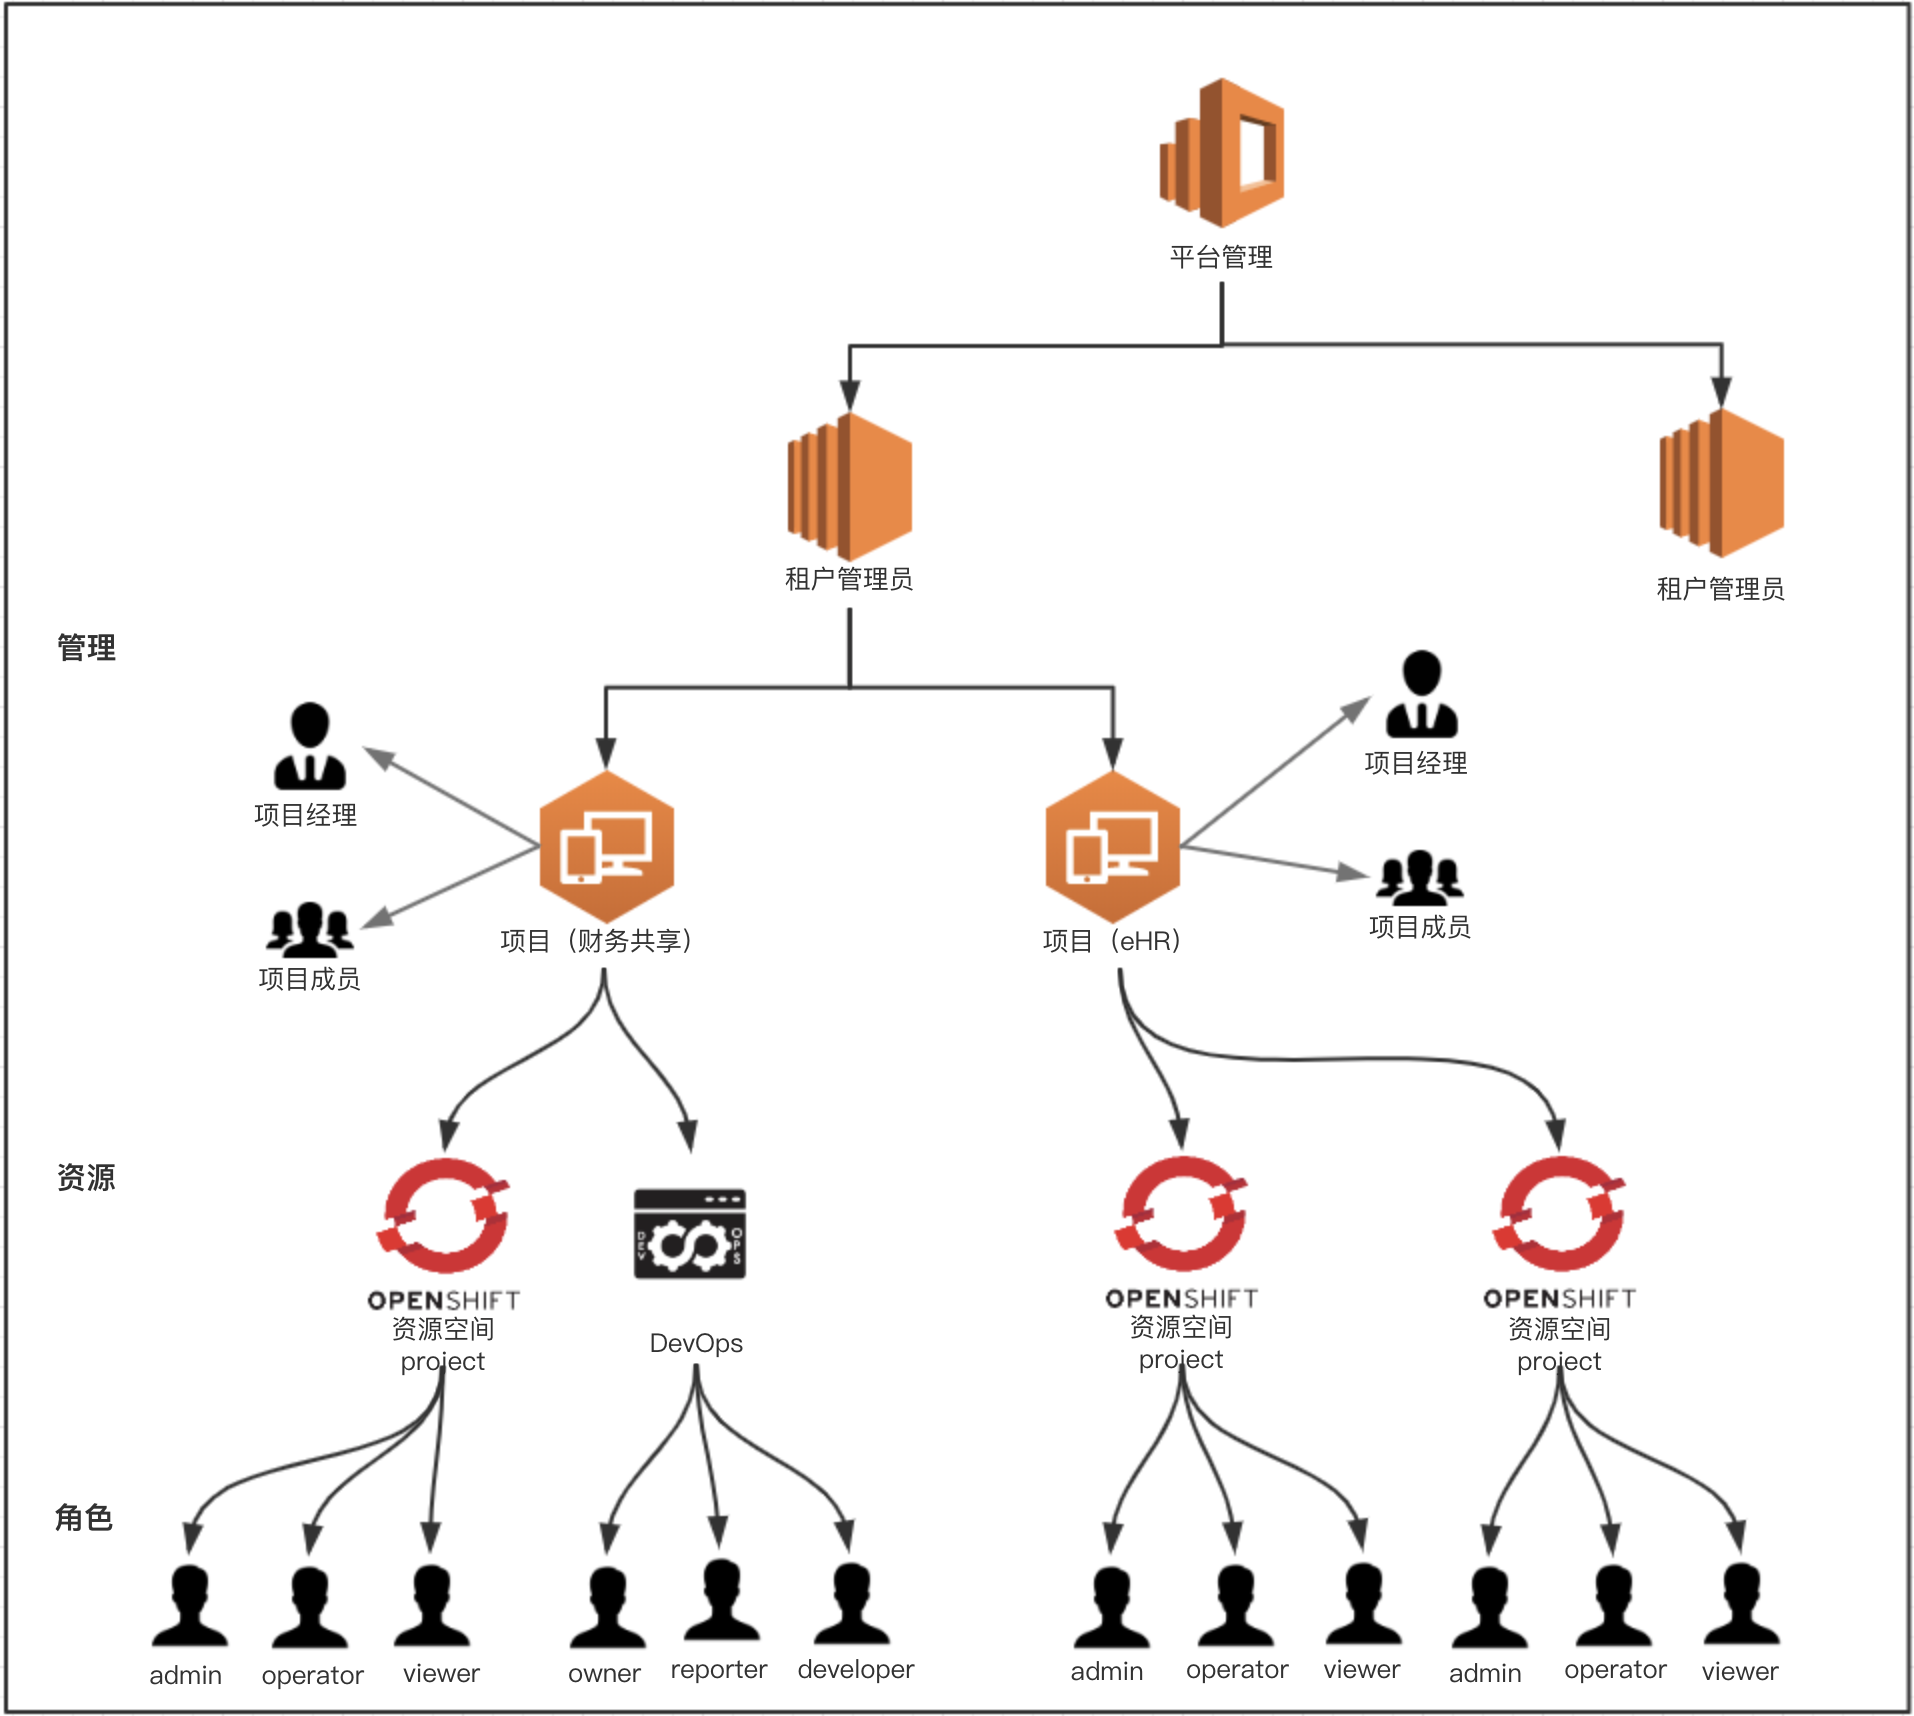 平台管理
租户管理员
租户管理员
管理
项目经理
项目成员
项目（财务共享）
项目（eHR）
项目经理
项目成员
资源
OPENSHIFT
资源空间
project
DEV
OPS
DevOps
OPENSHIFT
资源空间
project
OPENSHIFT
资源空间
project
角色
admin
operator
viewer
owner
reporter
developer
admin
operator
viewer
admin
operator
viewer